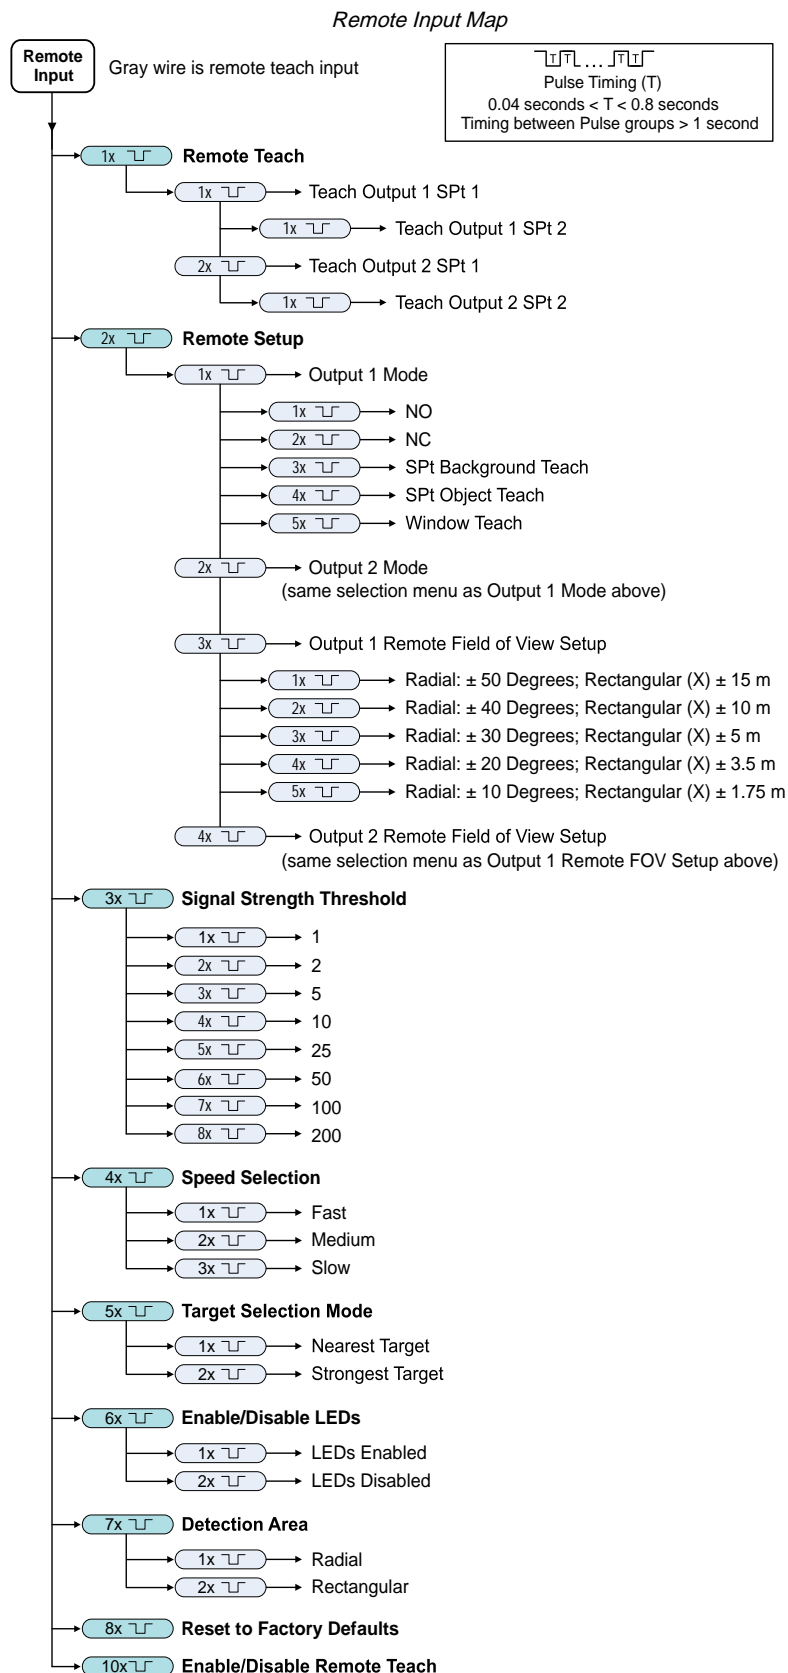 Remote Input Map
Remote
Input
Gray wire is remote teach input
T T ... T T
Pulse Timing (T)
0.04 seconds < T < 0.8 seconds
Timing between Pulse groups > 1 second
1x Remote Teach
1x Teach Output 1 SPt 1
1x Teach Output 1 SPt 2
2x Teach Output 2 SPt 1
1x Teach Output 2 SPt 2
2x Remote Setup
1x Output 1 Mode
1x NO
2x NC
3x SPt Background Teach
4x SPt Object Teach
5x Window Teach
2x Output 2 Mode
(same selection menu as Output 1 Mode above)
3x Output 1 Remote Field of View Setup
1x Radial: ± 50 Degrees; Rectangular (X) ± 15 m
2x Radial: ± 40 Degrees; Rectangular (X) ± 10 m
3x Radial: ± 30 Degrees; Rectangular (X) ± 5 m
4x Radial: ± 20 Degrees; Rectangular (X) ± 3.5 m
5x Radial: ± 10 Degrees; Rectangular (X) ± 1.75 m
4x Output 2 Remote Field of View Setup
(same selection menu as Output 1 Remote FOV Setup above)
3x Signal Strength Threshold
1x 1
2x 2
3x 5
4x 10
5x 25
6x 50
7x 100
8x 200
4x Speed Selection
1x Fast
2x Medium
3x Slow
5x Target Selection Mode
1x Nearest Target
2x Strongest Target
6x Enable/Disable LEDs
1x LEDs Enabled
2x LEDs Disabled
7x Detection Area
1x Radial
2x Rectangular
8x Reset to Factory Defaults
10x Enable/Disable Remote Teach